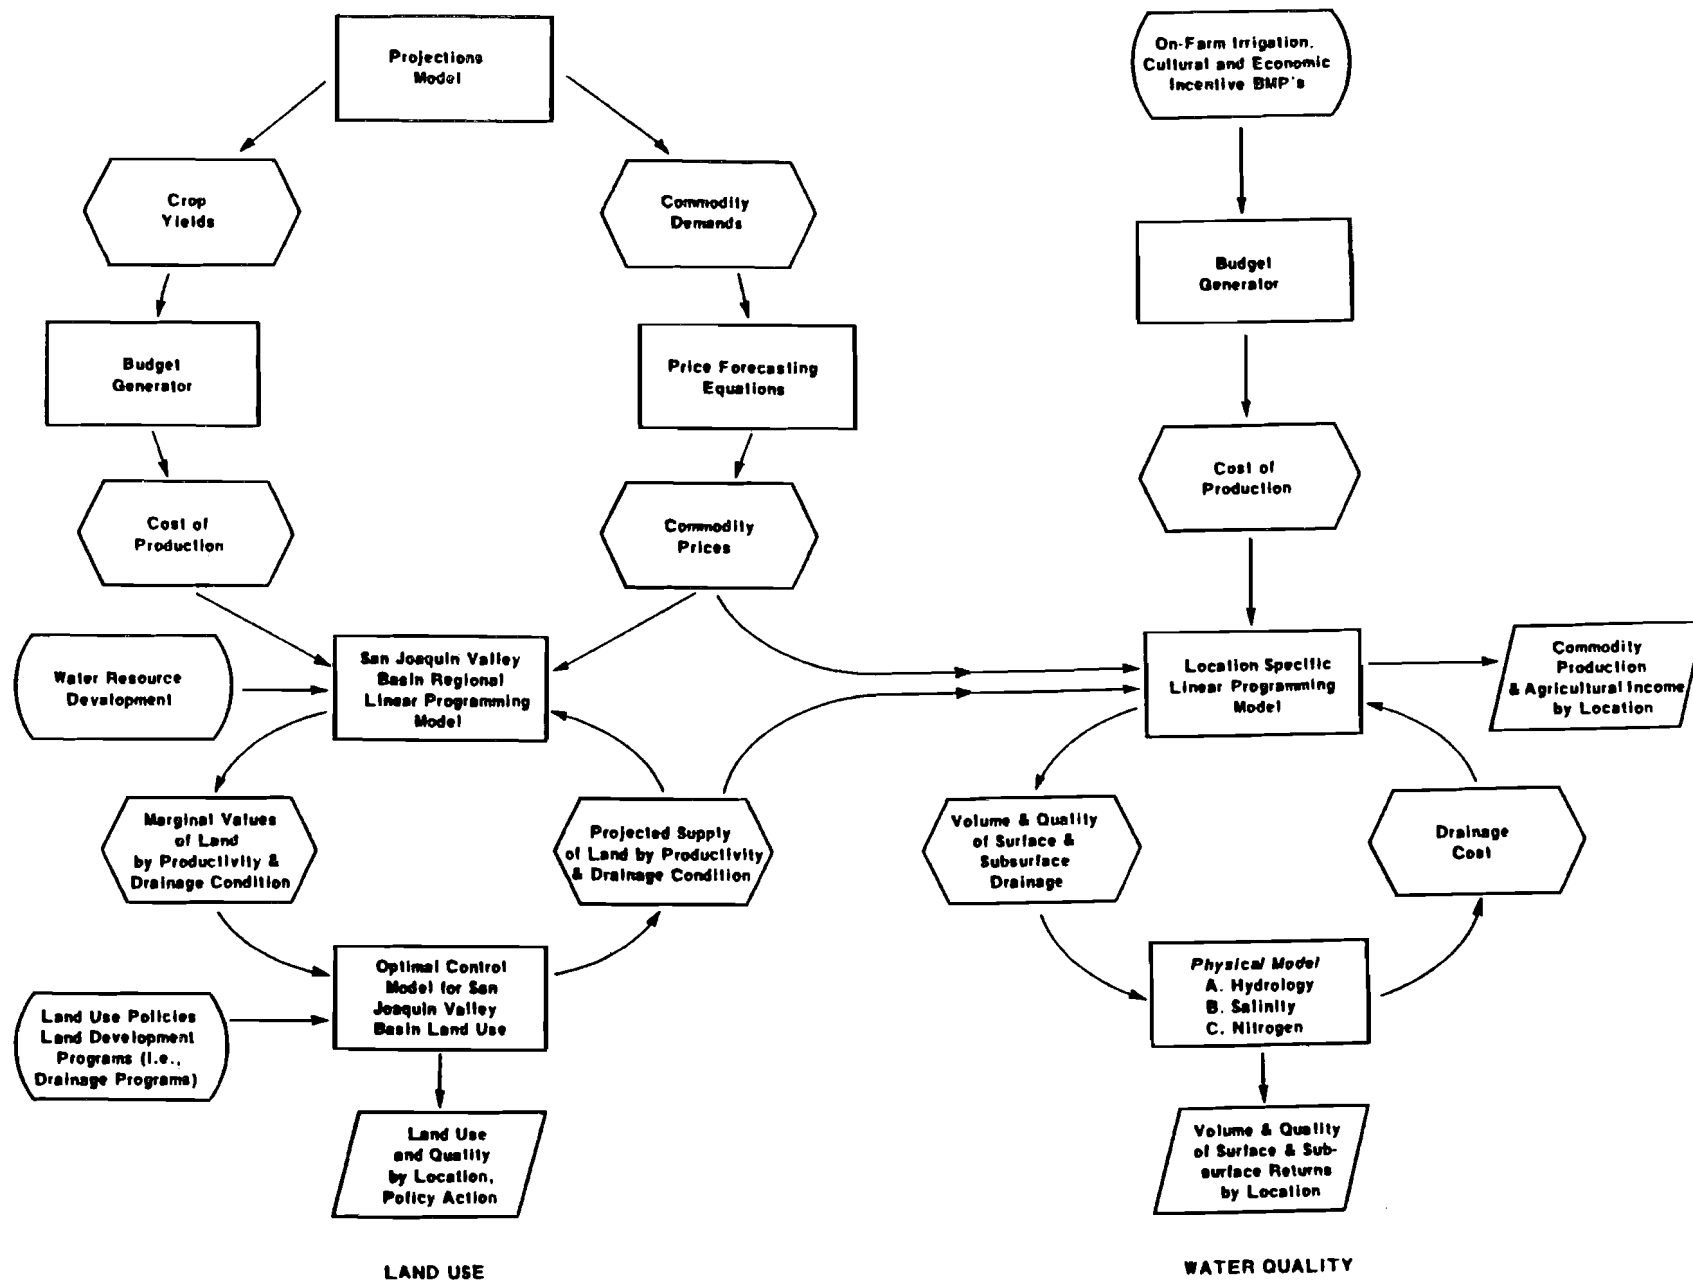 Projections
Model
On-Farm Irrigation,
Cultural and Economic
Incentive BMP's
Crop
Yields
Commodity
Demands
Budget
Generator
Budget
Generator
Price Forecasting
Equations
Cost of
Production
Cost of
Production
Commodity
Prices
Water Resource
Development
San Joaquin Valley
Basin Regional
Linear Programming
Model
Location Specific
Linear Programming
Model
Commodity
Production
& Agricultural Income
by Location
Marginal Values
of Land
by Productivity &
Drainage Condition
Projected Supply
of Land by Productivity
& Drainage Condition
Volume & Quality
of Surface &
Subsurface
Drainage
Drainage
Cost
Optimal Control
Model for San
Joaquin Valley
Basin Land Use
Physical Model
A. Hydrology
B. Salinity
C. Nitrogen
Land Use Policies
Land Development
Programs (I.e.,
Drainage Programs)
Land Use
and Quality
by Location,
Policy Action
Volume & Quality
of Surface & Sub-
surface Returns
by Location
LAND USE
WATER QUALITY